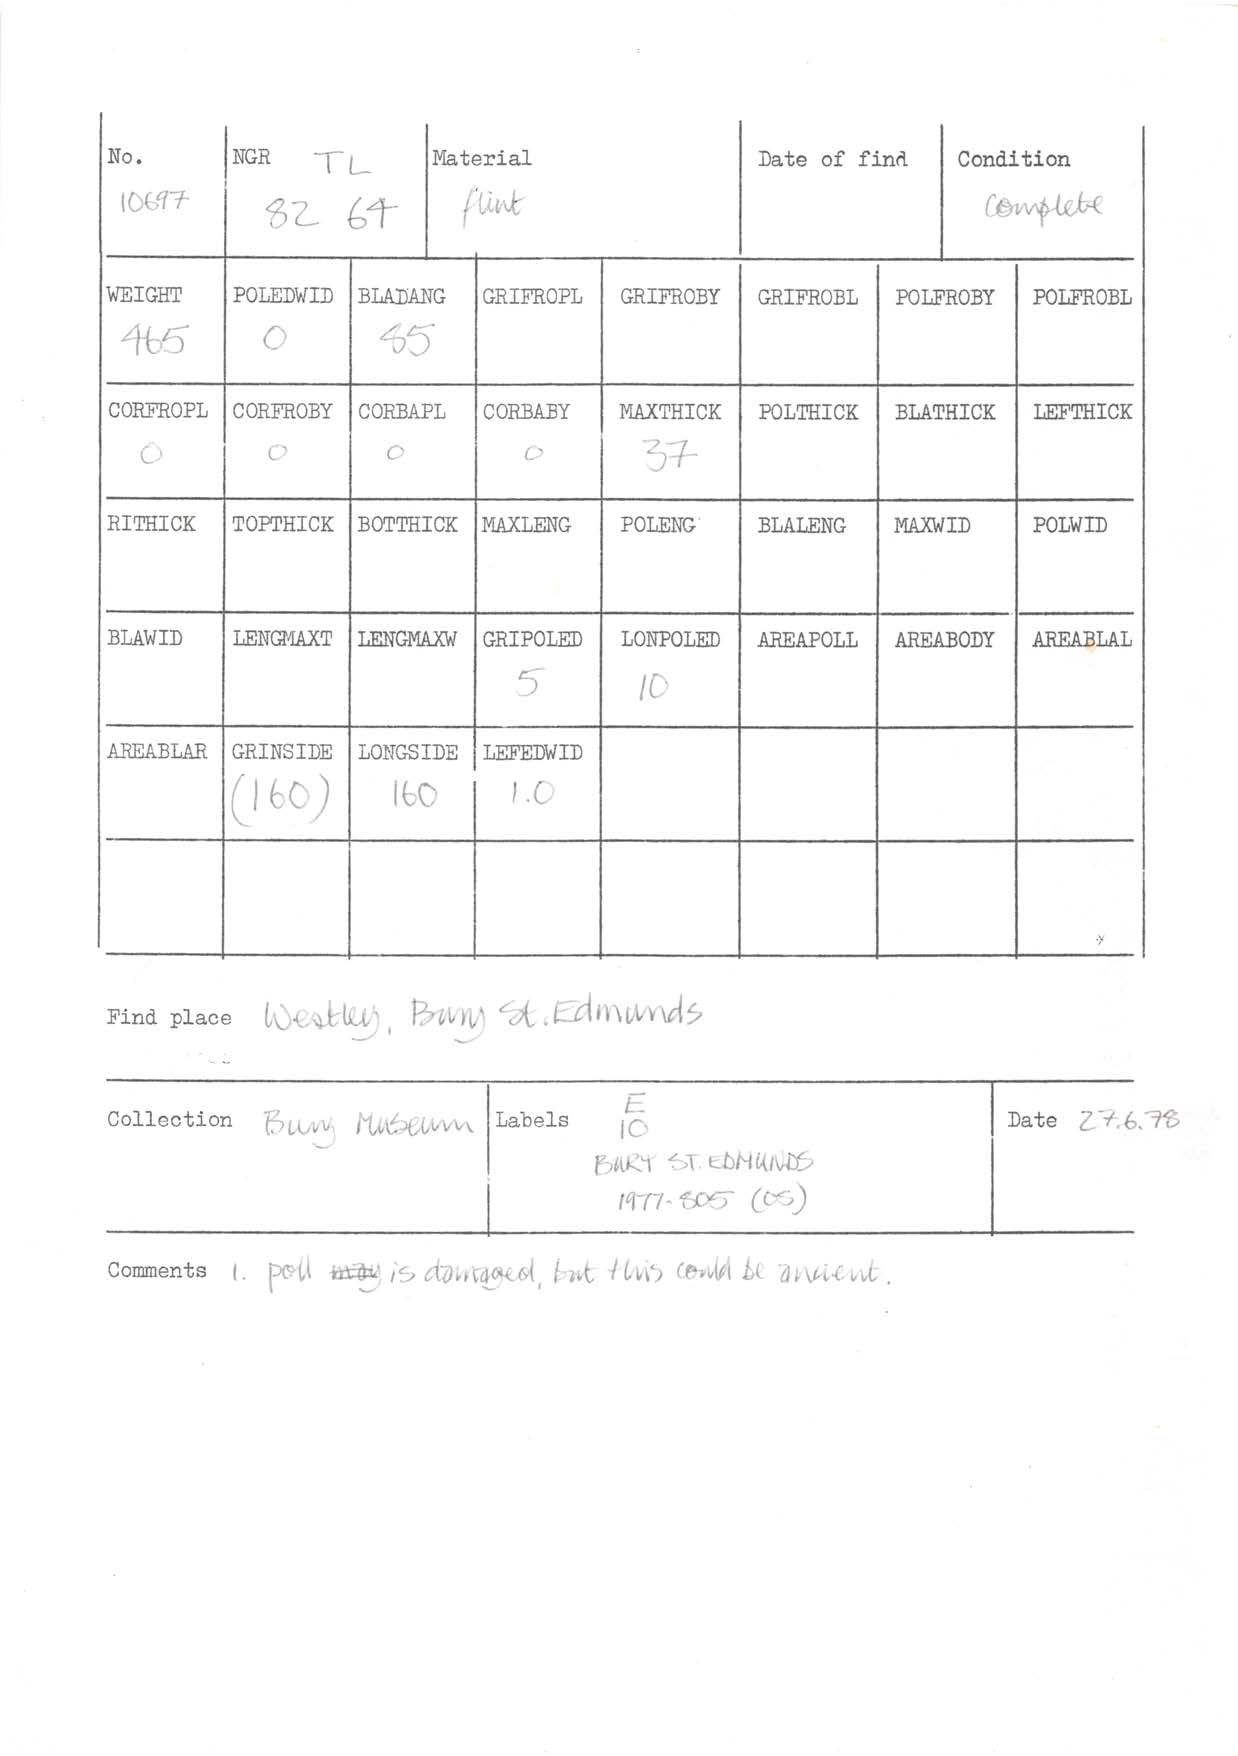 No. NGR TL Material Date of find Condition
10697 82 64 flint complete
WEIGHT POLEDWID BLADANG GRIFROPL GRIFROBY GRIFROBL POLFROBY POLFROBL
465 0 85
CORFROPL CORFROBY CORBAPL CORBABY MAXTHICK POLTHICK BLATHICK LEFTHICK
0 0 0 0 37
RITHICK TOPTHICK BOTTHICK MAXLENG POLENG BLALENG MAXWID POLWID
BLAWID LENGMAXT LENGMAXW GRIPOLED LONPOLED AREAPOLL AREABODY AREABLAL
5 10
AREABLAR GRINSIDE LONGSIDE LEFEDWID
(160) 160 1.0
Find place Westley, Bury St. Edmunds
Collection Bury Museum Labels E Date 27.6.78
10
BURY ST. EDMUNDS
1977-805 (OS)
Comments 1. poll may is damaged, but this could be ancient.